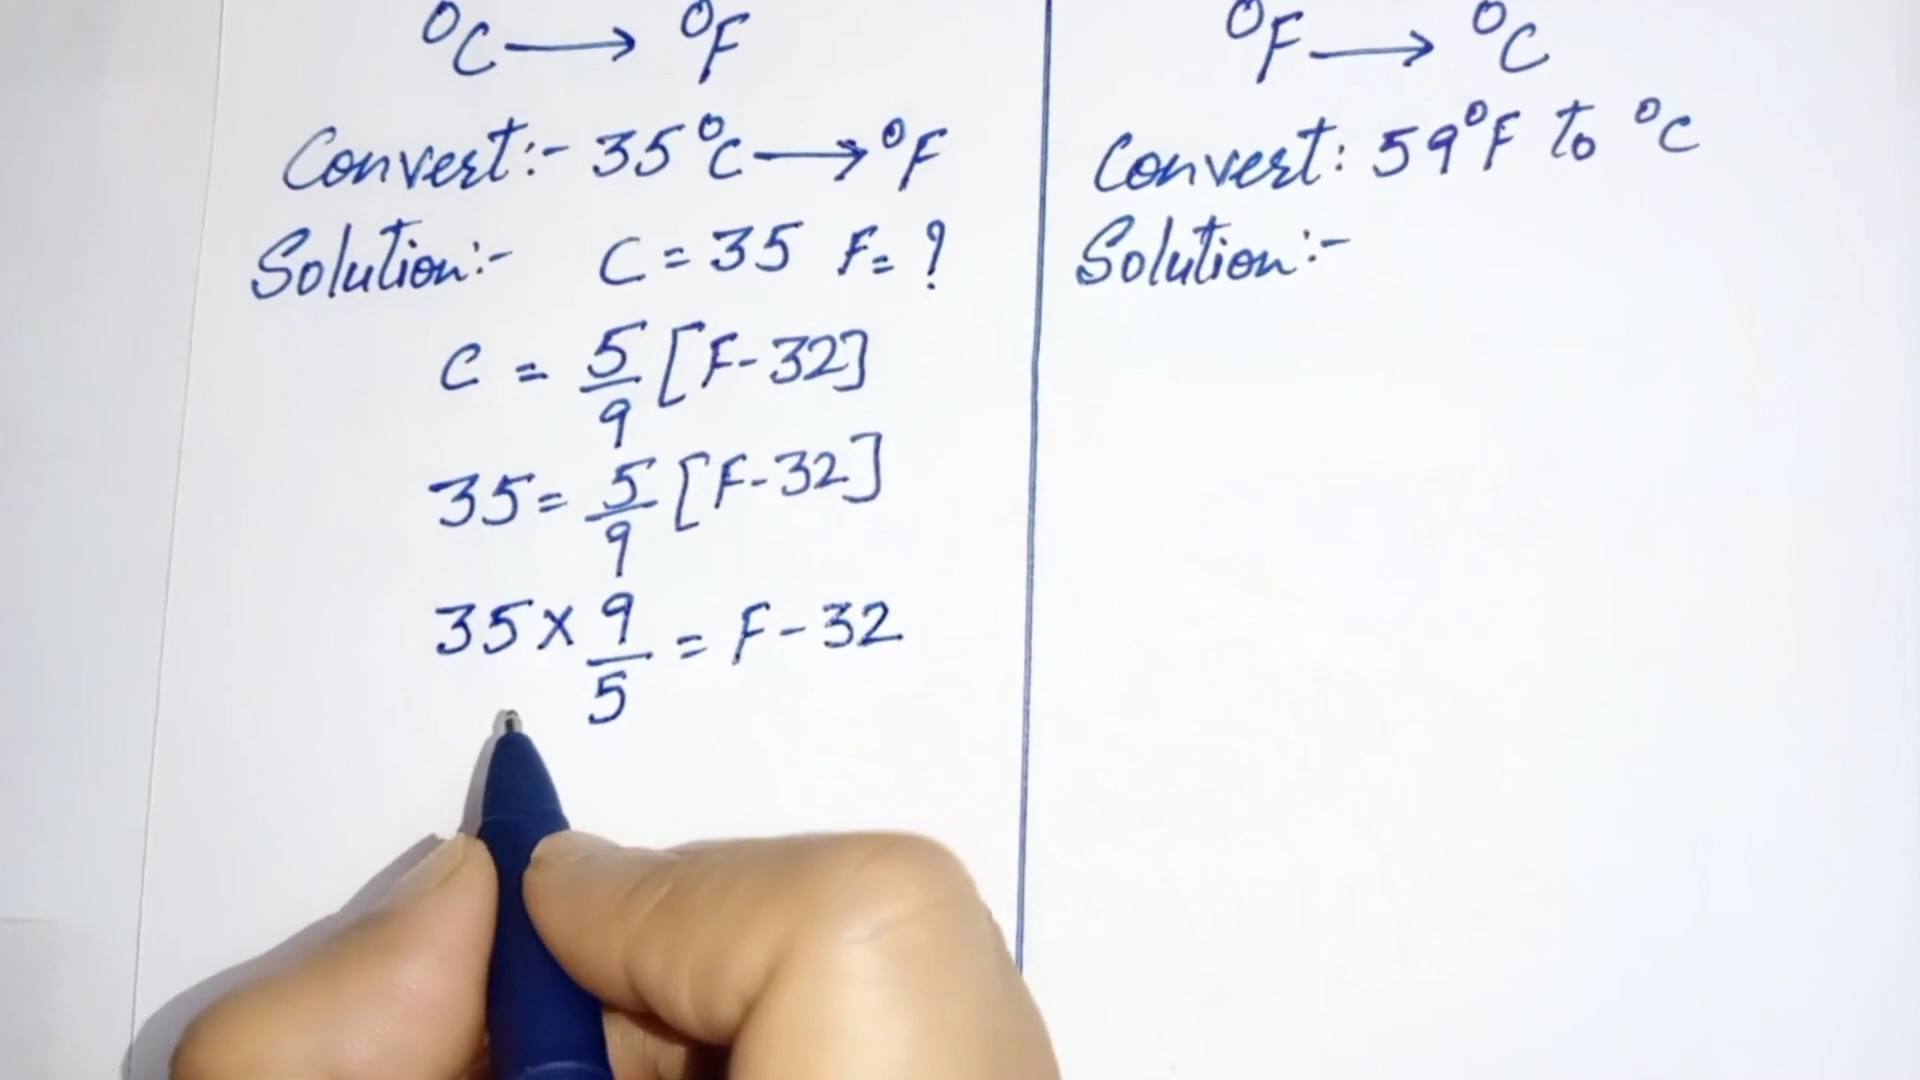 °C → °F
Convert:- 35°C → °F
Solution:- C = 35 F = ?
C = 5/9 [F - 32]
35 = 5/9 [F - 32]
35 × 9/5 = F - 32
°F → °C
Convert: 59°F to °C
Solution:-